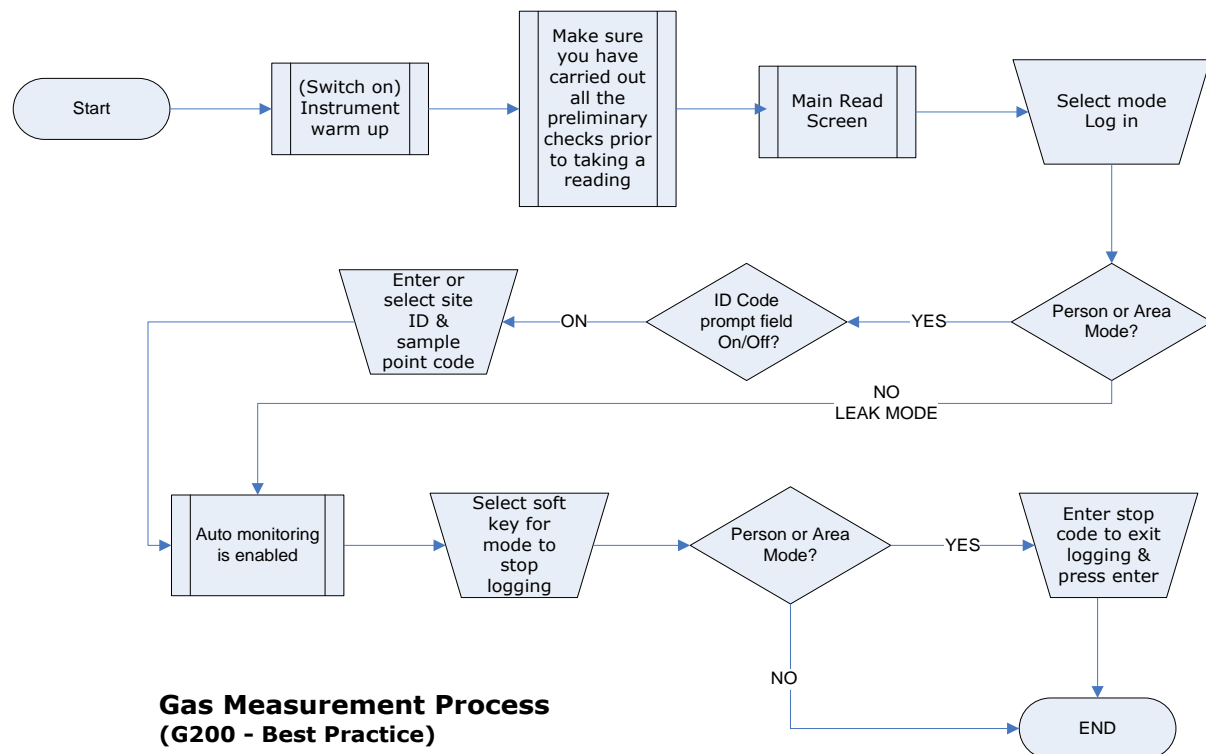 Start
(Switch on)
Instrument
warm up
Make sure
you have
carried out
all the
preliminary
checks prior
to taking a
reading
Main Read
Screen
Select mode
Log in
Person or Area
Mode?
YES
ID Code
prompt field
On/Off?
ON
Enter or
select site
ID &
sample
point code
NO
LEAK MODE
Auto monitoring
is enabled
Select soft
key for
mode to
stop
logging
Person or Area
Mode?
YES
Enter stop
code to exit
logging &
press enter
NO
END
Gas Measurement Process
(G200 - Best Practice)